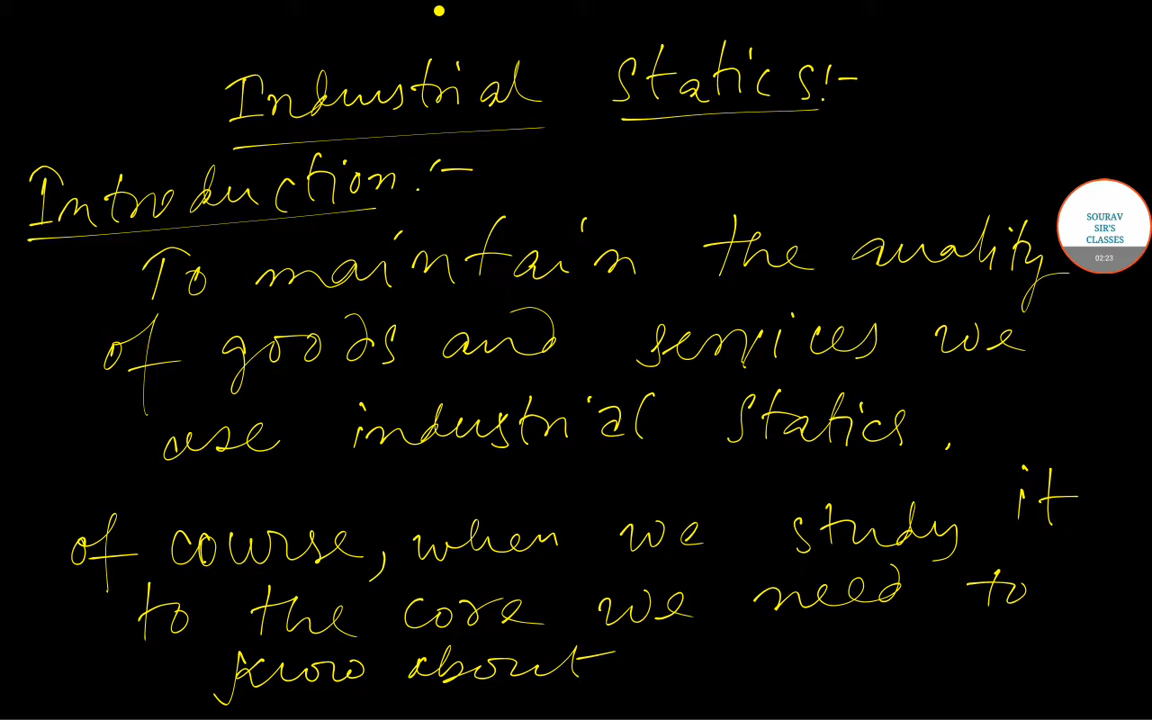 Industrial Statics:-
Introduction:-
To maintain the quality
of goods and services we
use industrial statics.
of course, when we study it
to the core we need to
know about
SOURAV
SIR'S
CLASSES
02:23